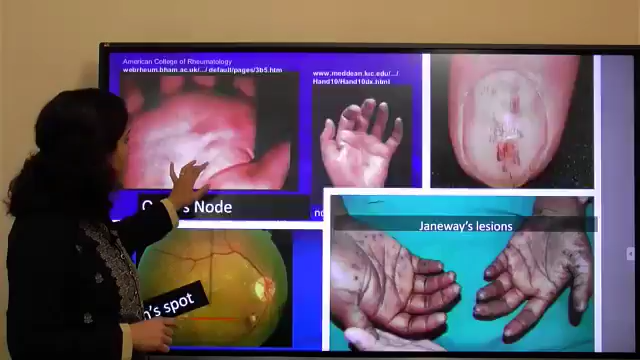 American College of Rheumatology
webrheum.bham.ac.uk/.../ default/pages/3b5.htm
www.meddean.luc.edu/.../
Hand10/Hand10dx.html
Node
no
Janeway's lesions
's spot